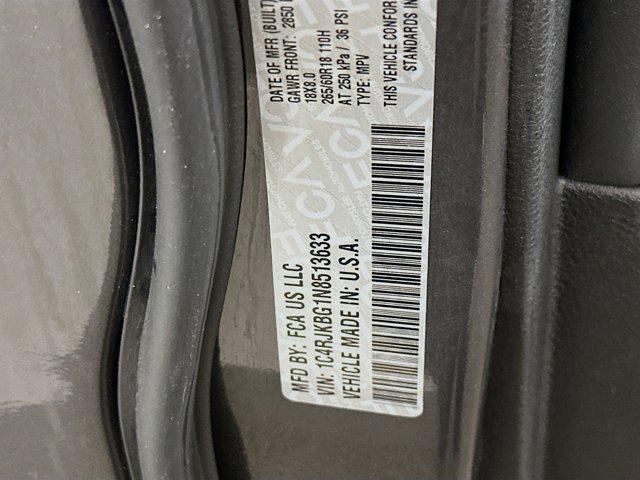 MFD BY: FCA US LLC
DATE OF MFR (BUILT
VIN: 1C4RJKBG1N8513633
GAWR FRONT: 2850
VEHICLE MADE IN: U.S.A.
18X8.0
265/60R18 110H
AT 250 kPa / 36 PSI
TYPE: MPV
THIS VEHICLE CONFOR
STANDARDS IN